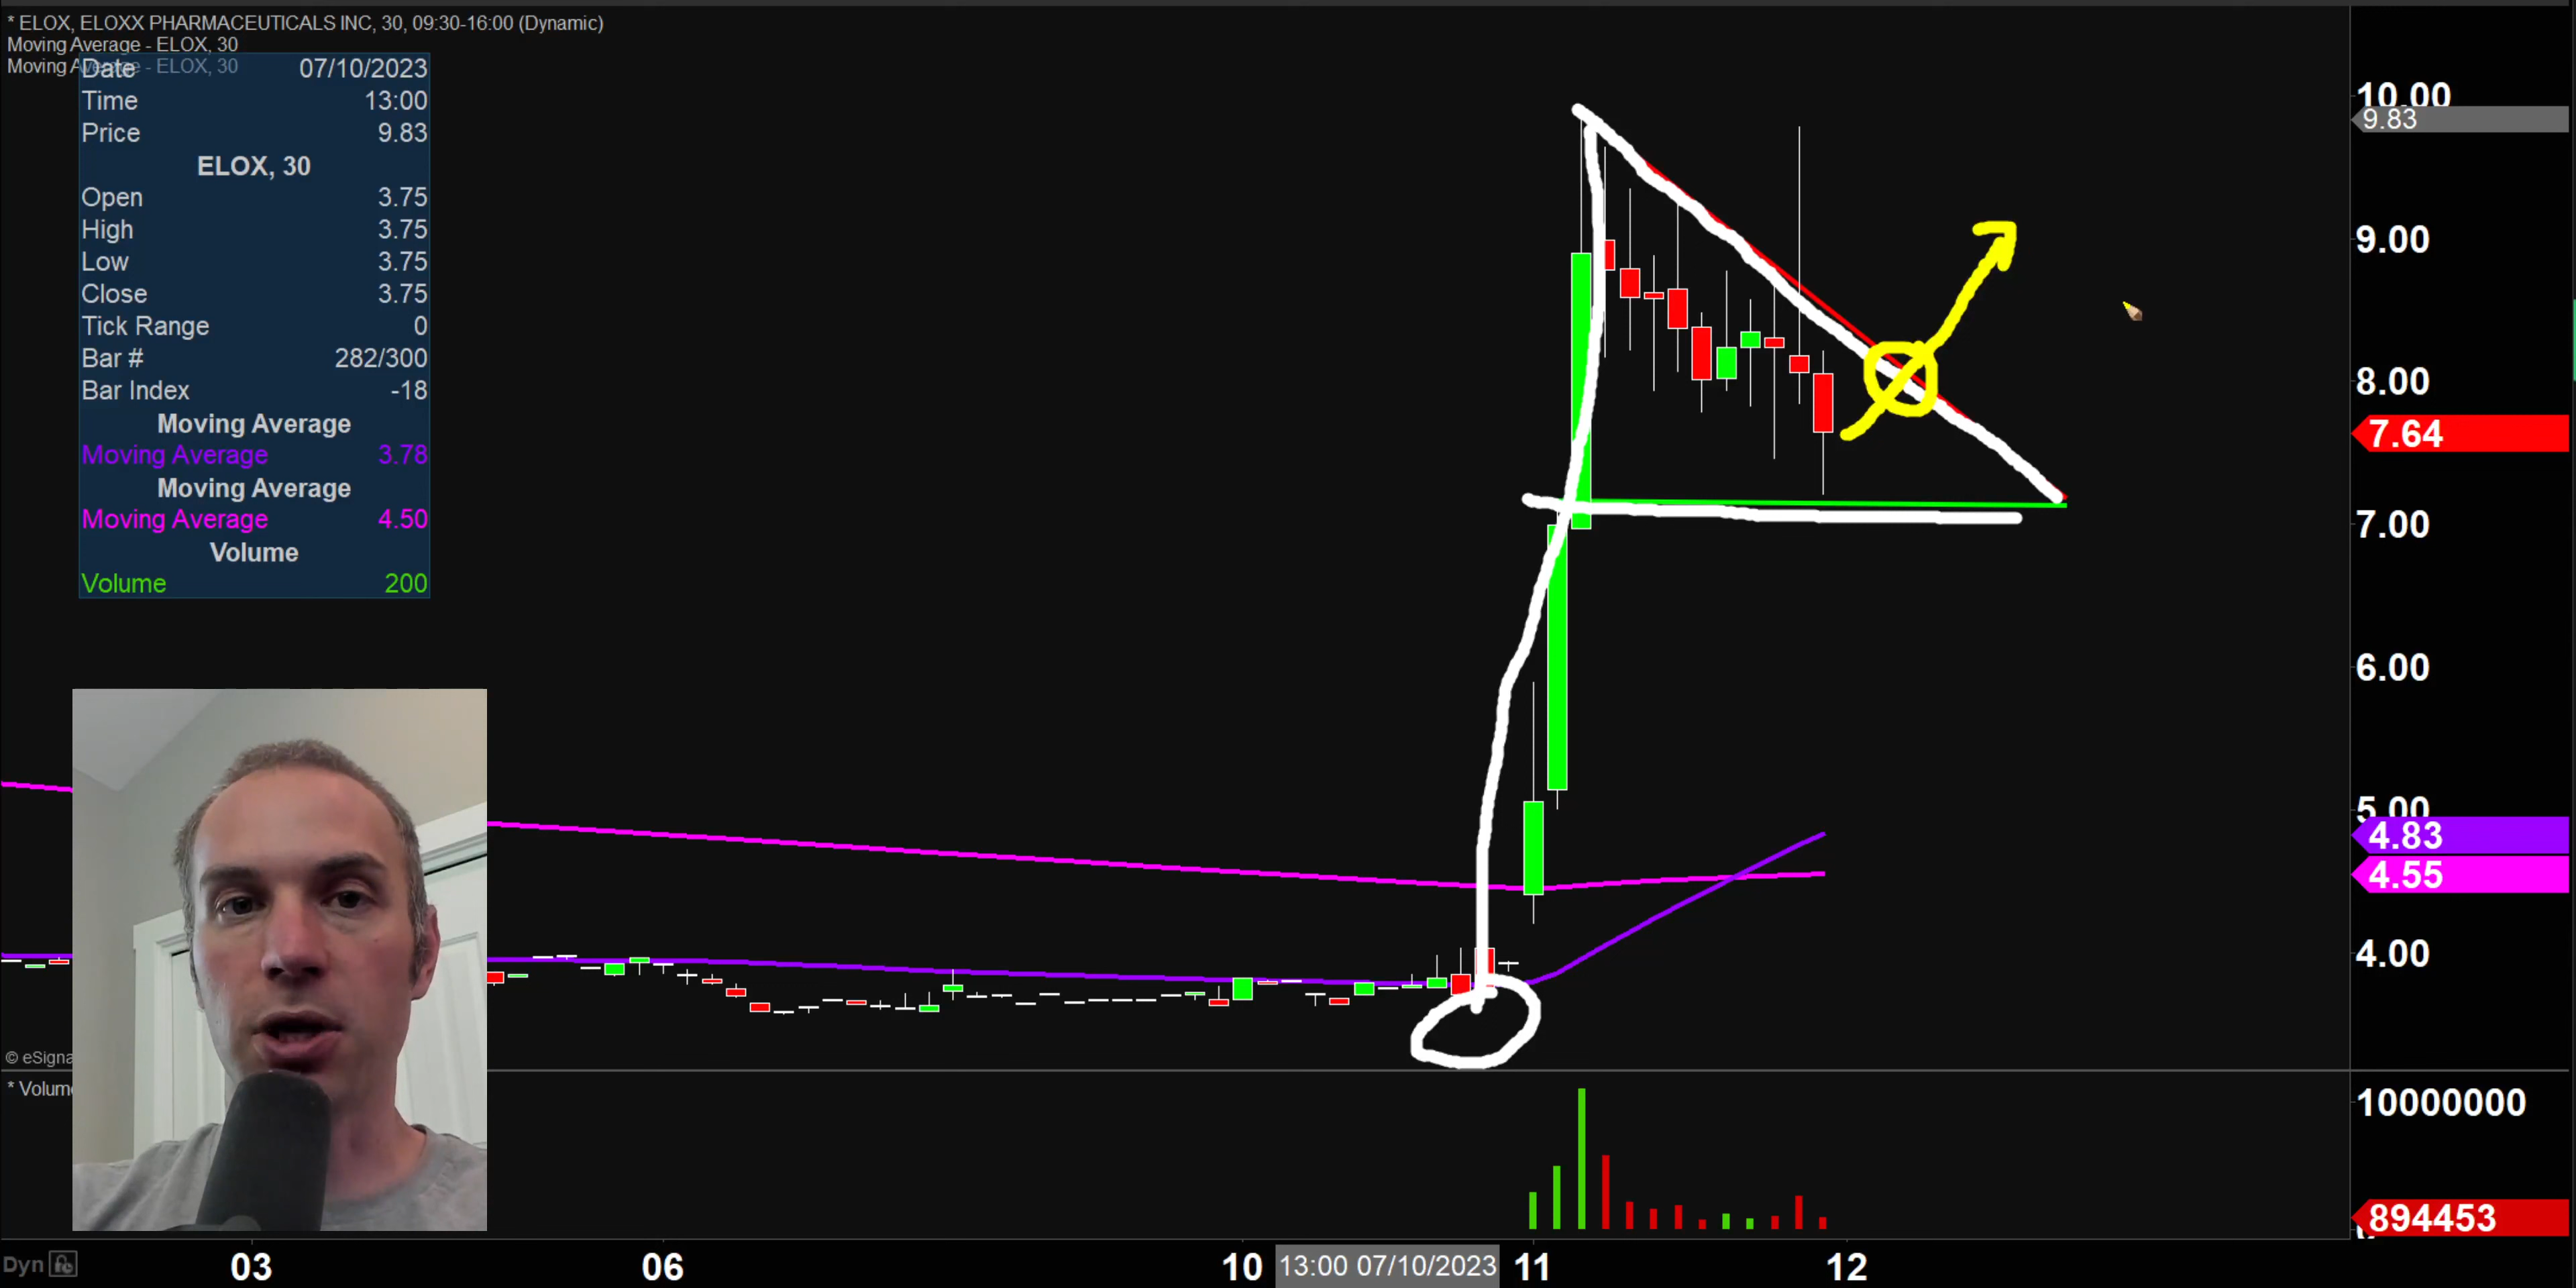 * ELOX, ELOXX PHARMACEUTICALS INC, 30, 09:30-16:00 (Dynamic)
Moving Average - ELOX, 30
Moving Average - ELOX, 30
Date 07/10/2023
Time 13:00
Price 9.83
ELOX, 30
Open 3.75
High 3.75
Low 3.75
Close 3.75
Tick Range 0
Bar # 282/300
Bar Index -18
Moving Average
Moving Average 3.78
Moving Average
Moving Average 4.50
Volume
Volume 200
10.00
9.83
9.00
8.00
7.64
7.00
6.00
5.00
4.83
4.55
4.00
© eSigna
* Volum
10000000
894453
Dyn
03 06 10 13:00 07/10/2023 11 12